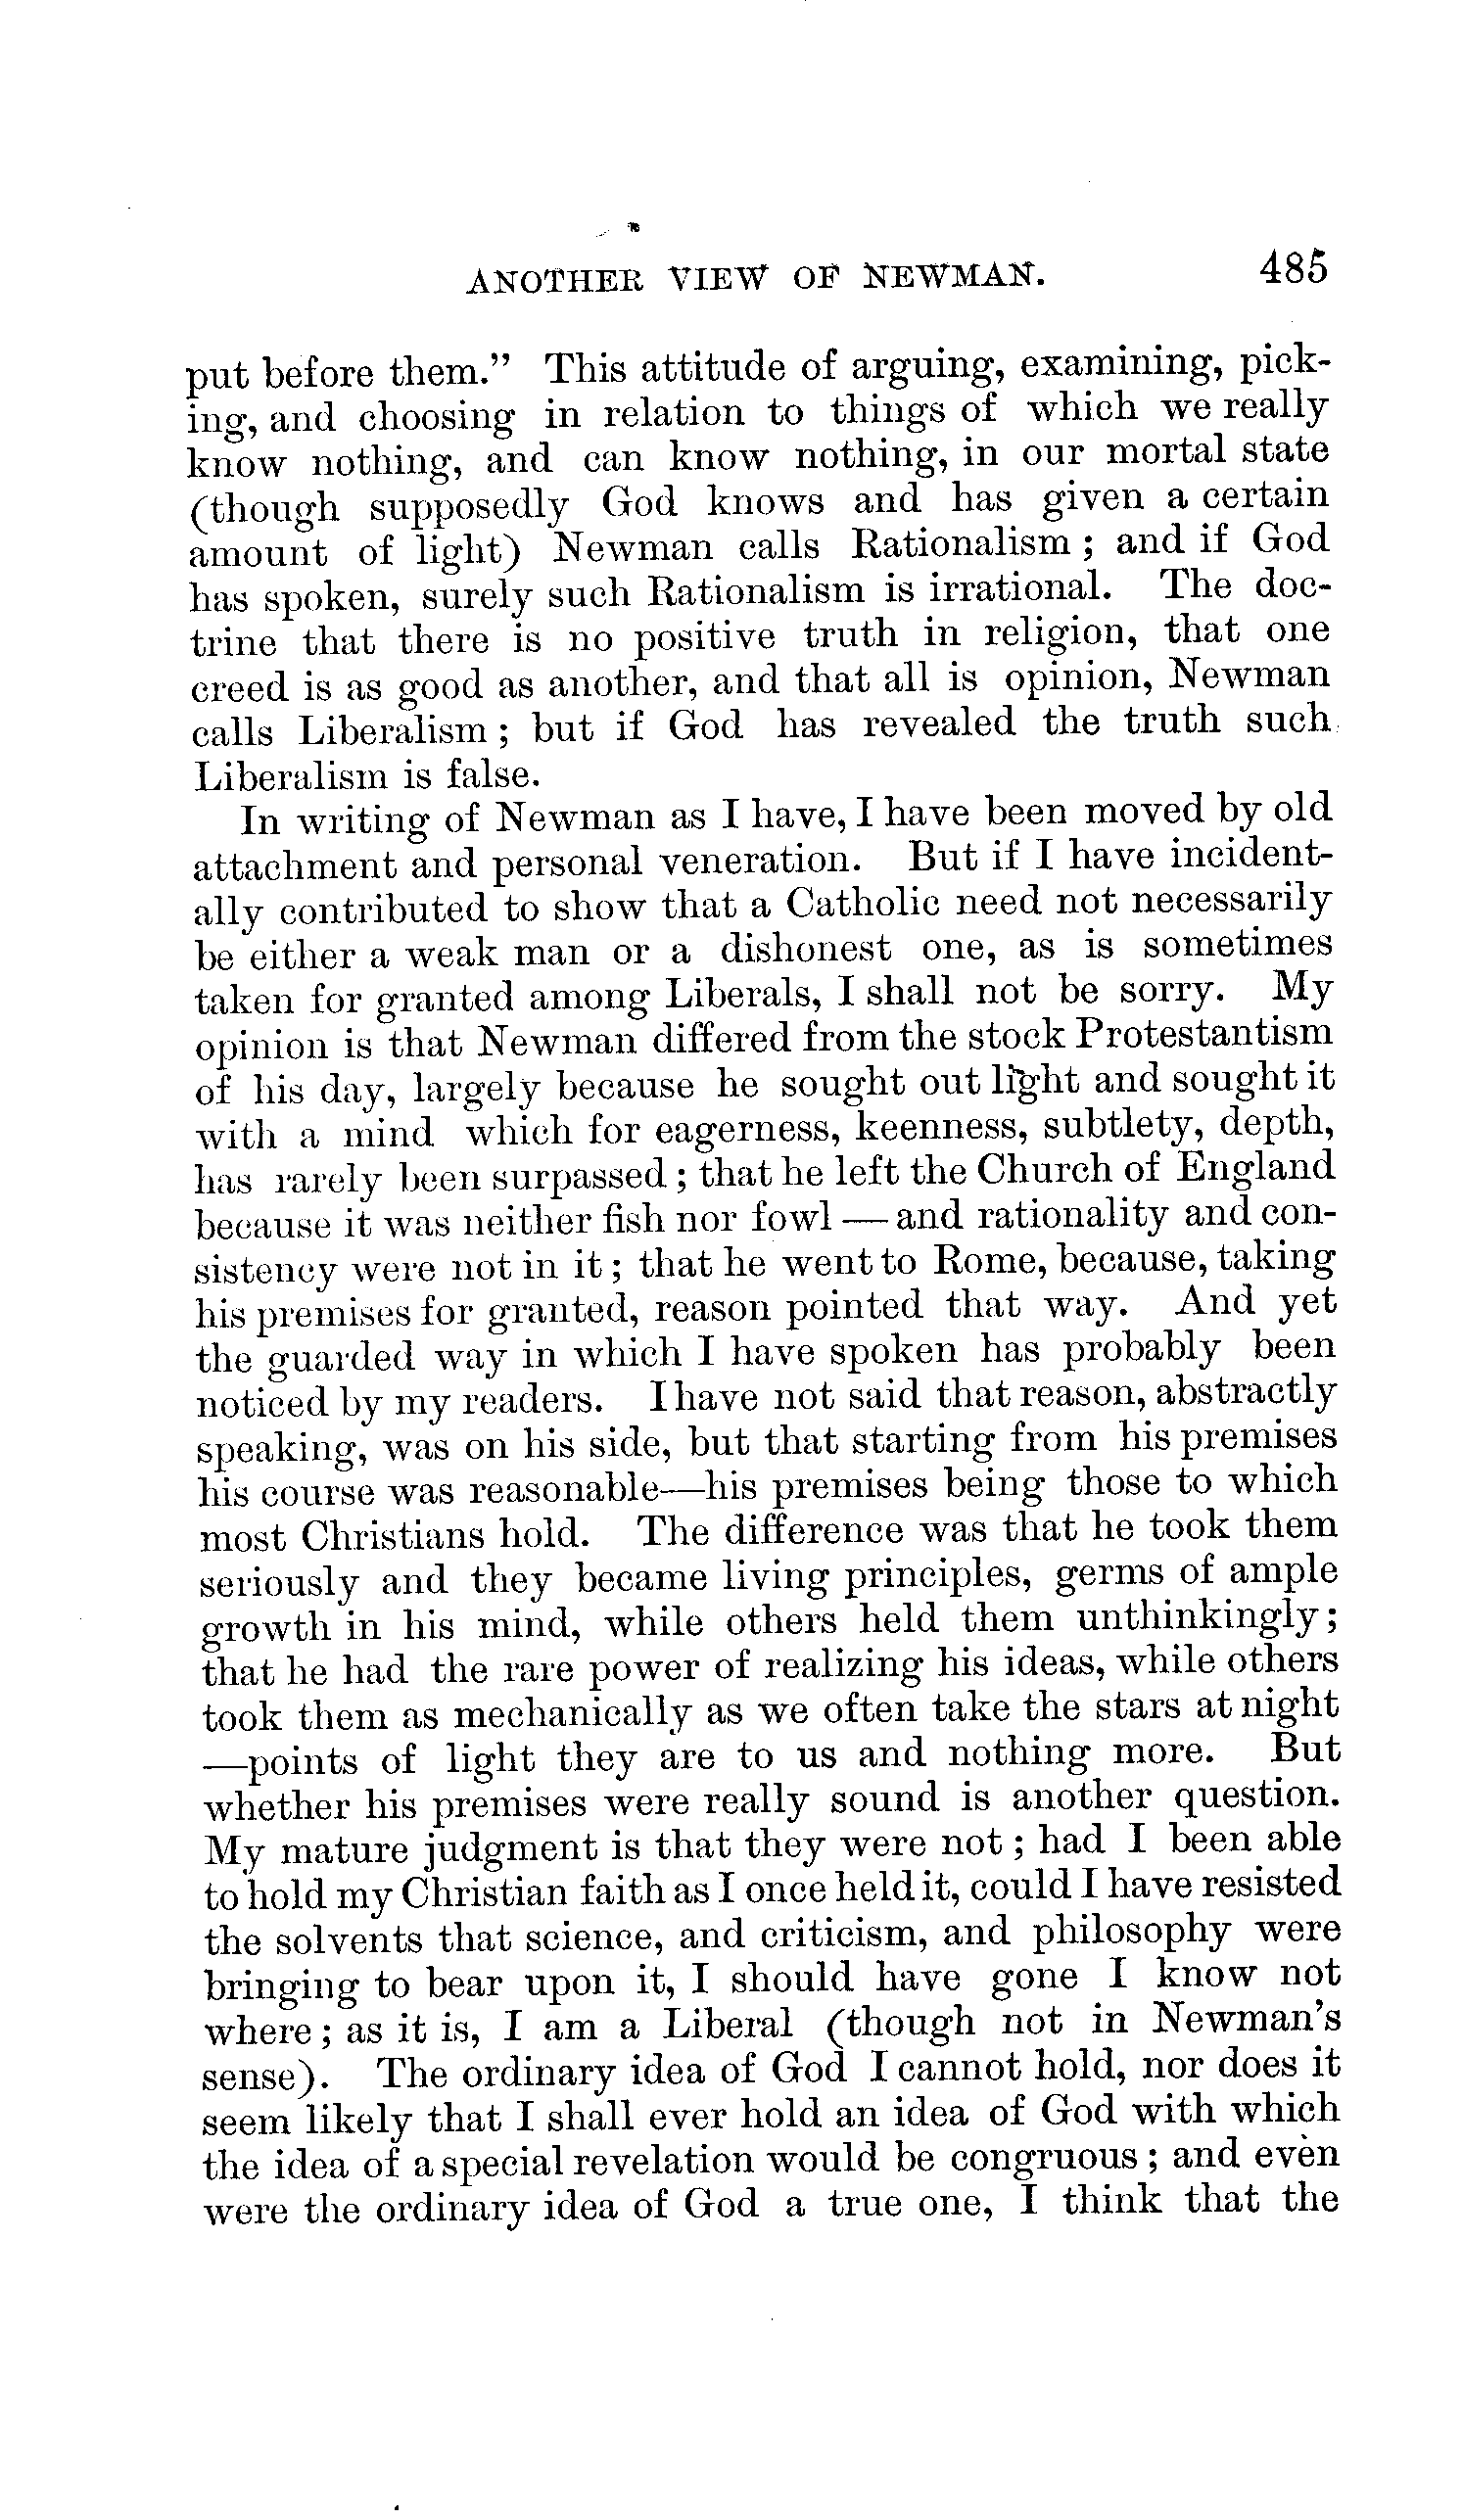 ANOTHER VIEW OF NEWMAN. 485
put before them.” This attitude of arguing, examining, pick-
ing, and choosing in relation to things of which we really
know nothing, and can know nothing, in our mortal state
(though supposedly God knows and has given a certain
amount of light) Newman calls Rationalism ; and if God
has spoken, surely such Rationalism is irrational. The doc-
trine that there is no positive truth in religion, that one
creed is as good as another, and that all is opinion, Newman
calls Liberalism ; but if God has revealed the truth such
Liberalism is false.
In writing of Newman as I have, I have been moved by old
attachment and personal veneration. But if I have incident-
ally contributed to show that a Catholic need not necessarily
be either a weak man or a dishonest one, as is sometimes
taken for granted among Liberals, I shall not be sorry. My
opinion is that Newman differed from the stock Protestantism
of his day, largely because he sought out light and sought it
with a mind which for eagerness, keenness, subtlety, depth,
has rarely been surpassed ; that he left the Church of England
because it was neither fish nor fowl — and rationality and con-
sistency were not in it ; that he went to Rome, because, taking
his premises for granted, reason pointed that way. And yet
the guarded way in which I have spoken has probably been
noticed by my readers. I have not said that reason, abstractly
speaking, was on his side, but that starting from his premises
his course was reasonable—his premises being those to which
most Christians hold. The difference was that he took them
seriously and they became living principles, germs of ample
growth in his mind, while others held them unthinkingly ;
that he had the rare power of realizing his ideas, while others
took them as mechanically as we often take the stars at night
—points of light they are to us and nothing more. But
whether his premises were really sound is another question.
My mature judgment is that they were not ; had I been able
to hold my Christian faith as I once held it, could I have resisted
the solvents that science, and criticism, and philosophy were
bringing to bear upon it, I should have gone I know not
where ; as it is, I am a Liberal (though not in Newman’s
sense). The ordinary idea of God I cannot hold, nor does it
seem likely that I shall ever hold an idea of God with which
the idea of a special revelation would be congruous ; and even
were the ordinary idea of God a true one, I think that the